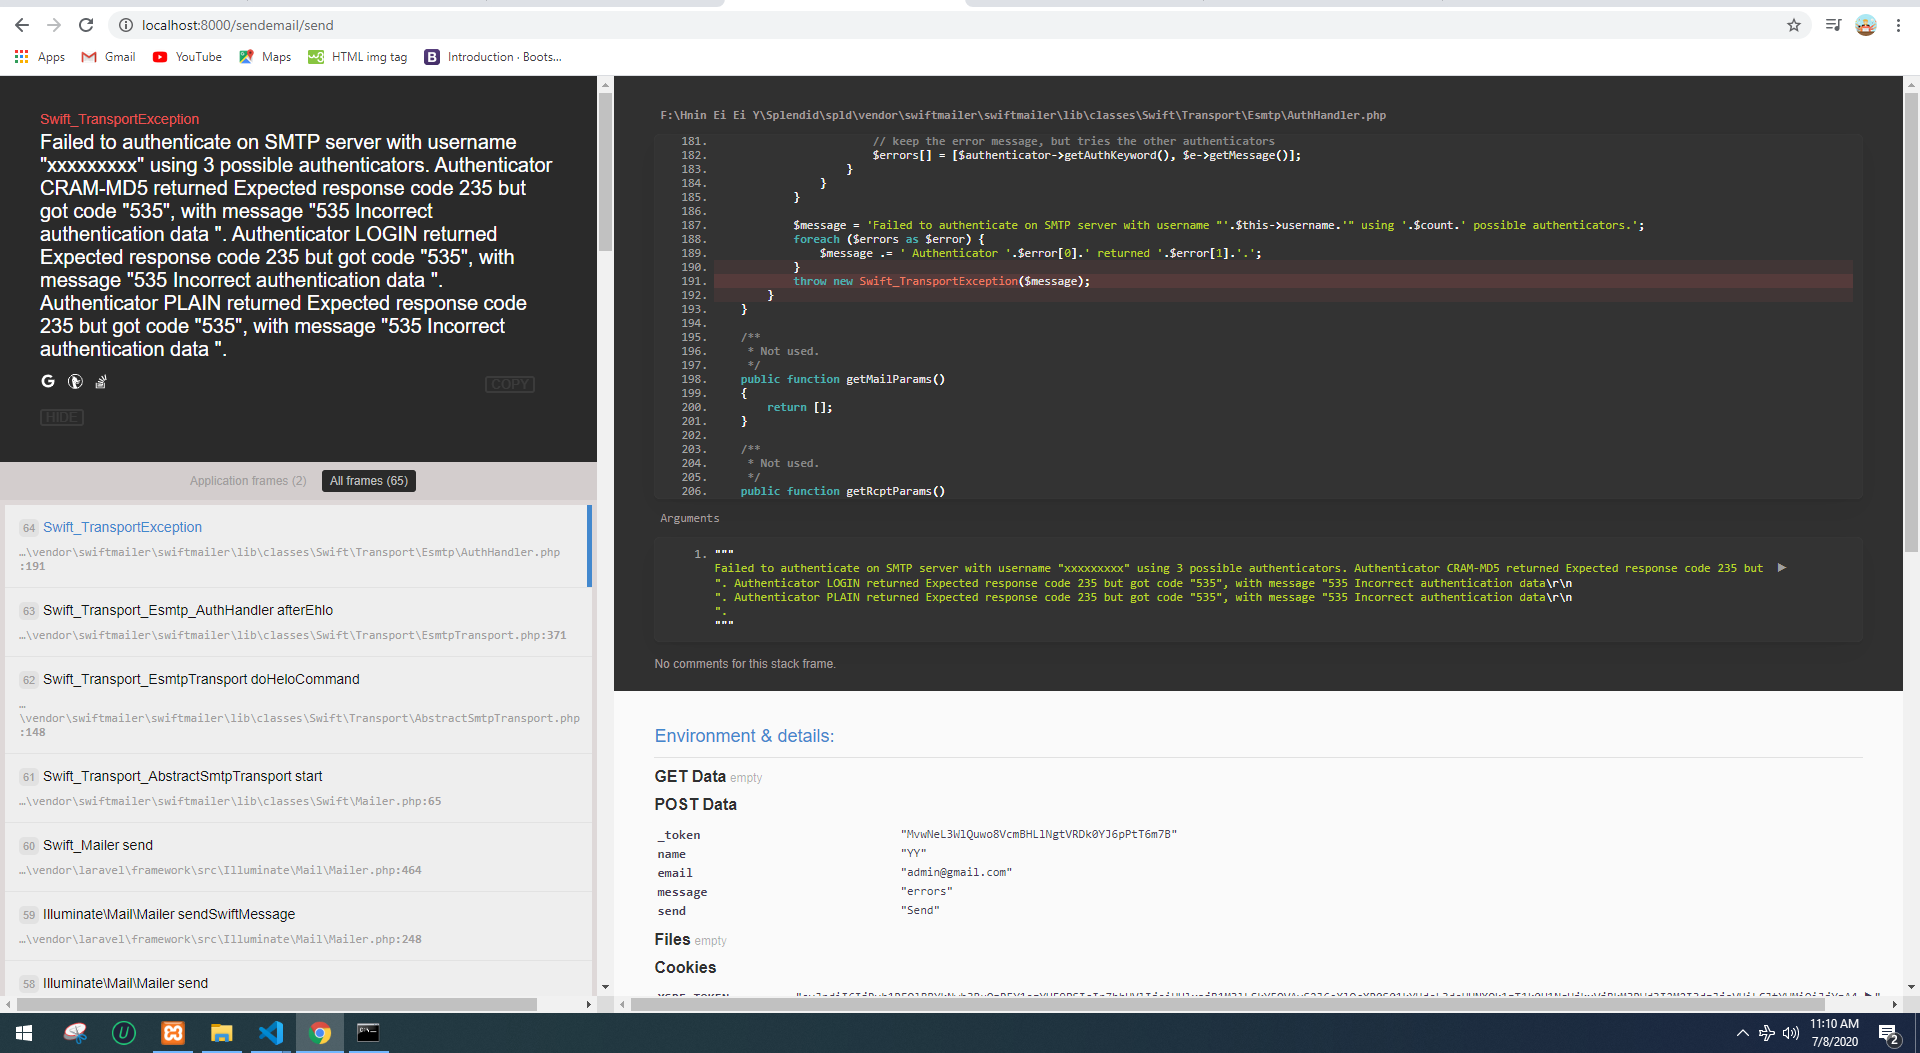 localhost:8000/sendemail/send
Apps Gmail YouTube Maps HTML img tag Introduction · Boots...
Swift_TransportException
Failed to authenticate on SMTP server with username
"xxxxxxxxx" using 3 possible authenticators. Authenticator
CRAM-MD5 returned Expected response code 235 but
got code "535", with message "535 Incorrect
authentication data ". Authenticator LOGIN returned
Expected response code 235 but got code "535", with
message "535 Incorrect authentication data ".
Authenticator PLAIN returned Expected response code
235 but got code "535", with message "535 Incorrect
authentication data ".
COPY
HIDE
Application frames (2) All frames (65)
64 Swift_TransportException
…\vendor\swiftmailer\swiftmailer\lib\classes\Swift\Transport\Esmtp\AuthHandler.php
:191
63 Swift_Transport_Esmtp_AuthHandler afterEhlo
…\vendor\swiftmailer\swiftmailer\lib\classes\Swift\Transport\EsmtpTransport.php:371
62 Swift_Transport_EsmtpTransport doHeloCommand
…
\vendor\swiftmailer\swiftmailer\lib\classes\Swift\Transport\AbstractSmtpTransport.php
:148
61 Swift_Transport_AbstractSmtpTransport start
…\vendor\swiftmailer\swiftmailer\lib\classes\Swift\Mailer.php:65
60 Swift_Mailer send
…\vendor\laravel\framework\src\Illuminate\Mail\Mailer.php:464
59 Illuminate\Mail\Mailer sendSwiftMessage
…\vendor\laravel\framework\src\Illuminate\Mail\Mailer.php:248
58 Illuminate\Mail\Mailer send
F:\Hnin Ei Ei Y\Splendid\spld\vendor\swiftmailer\swiftmailer\lib\classes\Swift\Transport\Esmtp\AuthHandler.php
181. // keep the error message, but tries the other authenticators
182. $errors[] = [$authenticator->getAuthKeyword(), $e->getMessage()];
183. }
184. }
185. }
186.
187. $message = 'Failed to authenticate on SMTP server with username "'.$this->username.'" using '.$count.' possible authenticators.';
188. foreach ($errors as $error) {
189. $message .= ' Authenticator '.$error[0].' returned '.$error[1].'.';
190. }
191. throw new Swift_TransportException($message);
192. }
193. }
194.
195. /**
196. * Not used.
197. */
198. public function getMailParams()
199. {
200. return [];
201. }
202.
203. /**
204. * Not used.
205. */
206. public function getRcptParams()
Arguments
1. """
Failed to authenticate on SMTP server with username "xxxxxxxxx" using 3 possible authenticators. Authenticator CRAM-MD5 returned Expected response code 235 but
". Authenticator LOGIN returned Expected response code 235 but got code "535", with message "535 Incorrect authentication data\r\n
". Authenticator PLAIN returned Expected response code 235 but got code "535", with message "535 Incorrect authentication data\r\n
".
"""
No comments for this stack frame.
Environment & details:
GET Data empty
POST Data
_token "MvwNeL3WlQuwo8VcmBHLlNgtVRDk0YJ6pPtT6m7B"
name "YY"
email "admin@gmail.com"
message "errors"
send "Send"
Files empty
Cookies
11:10 AM
7/8/2020
2